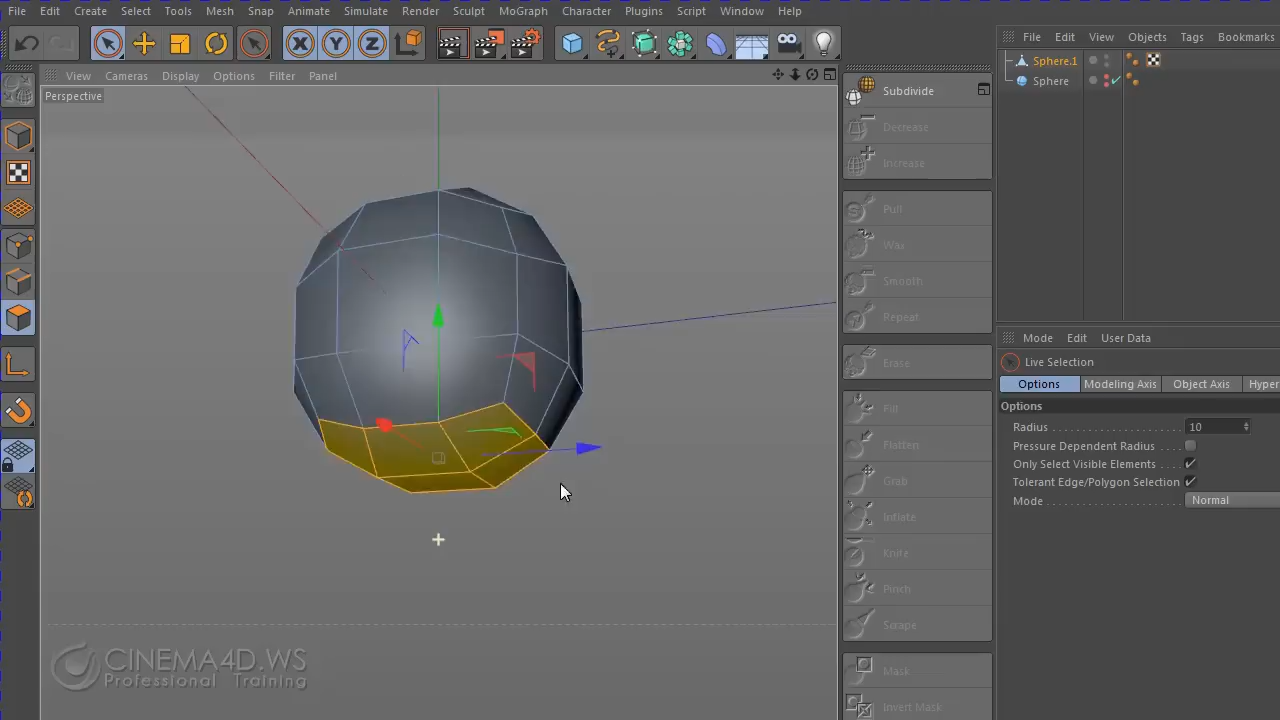 File Edit Create Select Tools Mesh Snap Animate Simulate Render Sculpt MoGraph Character Plugins Script Window Help
View Cameras Display Options Filter Panel
Perspective
CINEMA4D.WS
Professional Training
Subdivide
Decrease
Increase
Pull
Wax
Smooth
Repeat
Erase
Fill
Flatten
Grab
Inflate
Knife
Pinch
Scrape
Mask
Invert Mask
File Edit View Objects Tags Bookmarks
Sphere.1
Sphere
Mode Edit User Data
Live Selection
Options Modeling Axis Object Axis Hyper
Options
Radius 10
Pressure Dependent Radius
Only Select Visible Elements
Tolerant Edge/Polygon Selection
Mode Normal